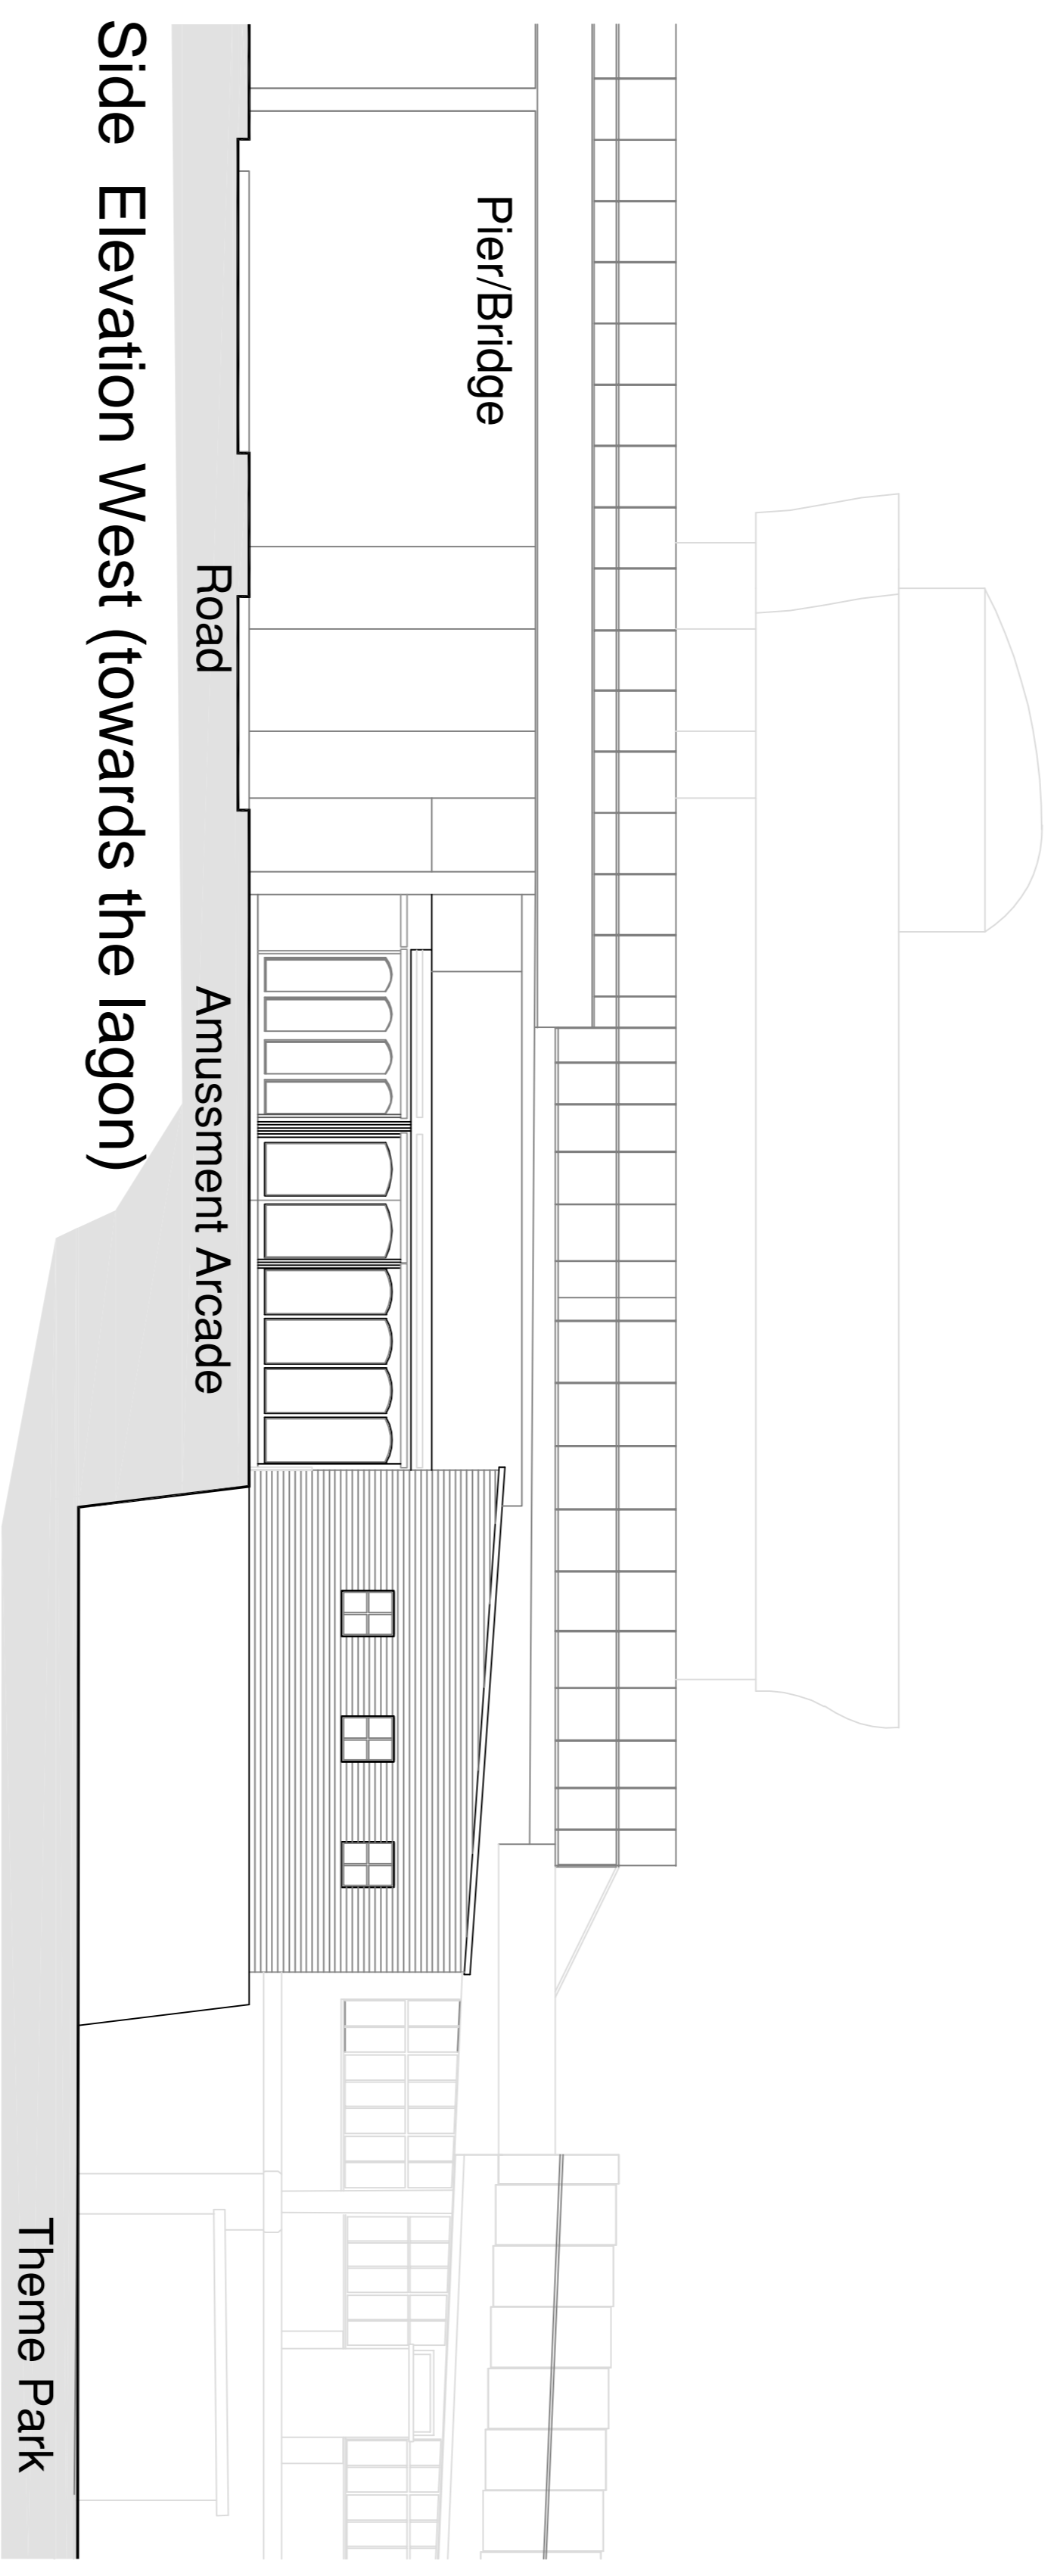 Pier/Bridge
Road
Amussment Arcade
Theme Park
Side Elevation West (towards the lagon)